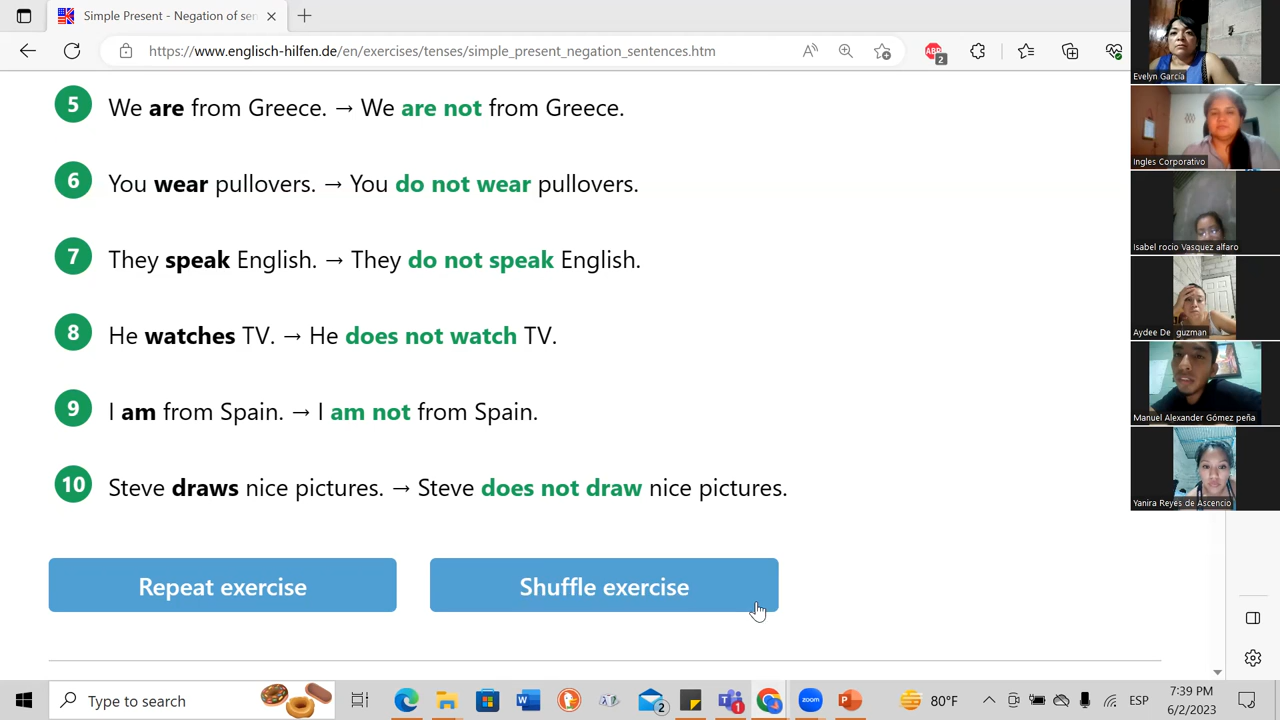 Simple Present - Negation of sen
https://www.englisch-hilfen.de/en/exercises/tenses/simple_present_negation_sentences.htm
2
5 We are from Greece. → We are not from Greece.
6 You wear pullovers. → You do not wear pullovers.
7 They speak English. → They do not speak English.
8 He watches TV. → He does not watch TV.
9 I am from Spain. → I am not from Spain.
10 Steve draws nice pictures. → Steve does not draw nice pictures.
Repeat exercise
Shuffle exercise
Evelyn García
Ingles Corporativo
Isabel rocio Vasquez alfaro
Aydee De guzman
Manuel Alexander Gómez peña
Yanira Reyes de Ascencio
Type to search
2
1
80°F
ESP
7:39 PM
6/2/2023